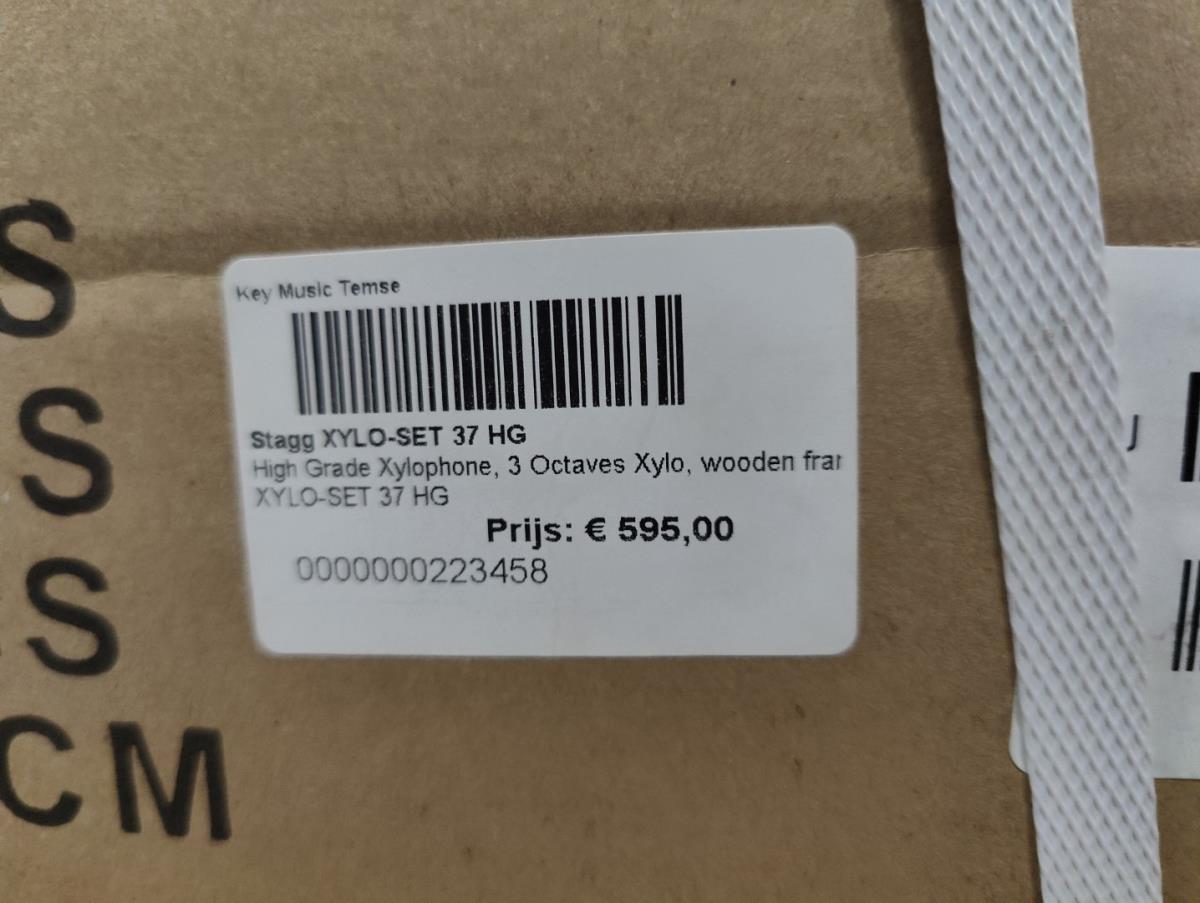 Key Music Temse
Stagg XYLO-SET 37 HG
High Grade Xylophone, 3 Octaves Xylo, wooden frar
XYLO-SET 37 HG
Prijs: € 595,00
0000000223458
S
S
S
CM
J